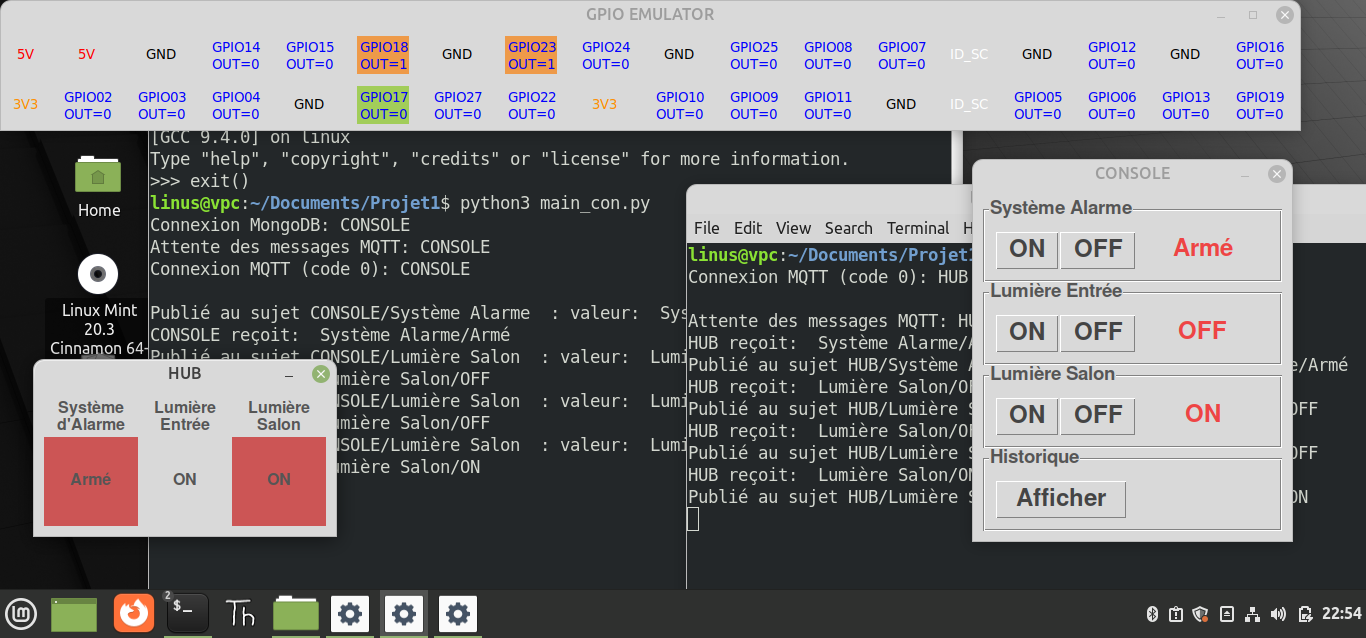 GPIO EMULATOR
5V 5V GND GPIO14 GPIO15 GPIO18 GND GPIO23 GPIO24 GND GPIO25 GPIO08 GPIO07 ID_SC GND GPIO12 GND GPIO16
OUT=0 OUT=0 OUT=1 OUT=1 OUT=0 OUT=0 OUT=0 OUT=0 OUT=0 OUT=0
3V3 GPIO02 GPIO03 GPIO04 GND GPIO17 GPIO27 GPIO22 3V3 GPIO10 GPIO09 GPIO11 GND ID_SC GPIO05 GPIO06 GPIO13 GPIO19
OUT=0 OUT=0 OUT=0 OUT=0 OUT=0 OUT=0 OUT=0 OUT=0 OUT=0 OUT=0 OUT=0 OUT=0 OUT=0
Home
Linux Mint
20.3
Cinnamon 64-
[GCC 9.4.0] on linux
Type "help", "copyright", "credits" or "license" for more information.
>>> exit()
linus@vpc:~/Documents/Projet1$ python3 main_con.py
Connexion MongoDB: CONSOLE
Attente des messages MQTT: CONSOLE
Connexion MQTT (code 0): CONSOLE
Publié au sujet CONSOLE/Système Alarme : valeur: Sys
CONSOLE reçoit: Système Alarme/Armé
Publié au sujet CONSOLE/Lumière Salon : valeur: Lumi
umière Salon/OFF
NSOLE/Lumière Salon : valeur: Lumi
umière Salon/OFF
NSOLE/Lumière Salon : valeur: Lumi
umière Salon/ON
HUB
Système Lumière Lumière
d'Alarme Entrée Salon
Armé ON ON
File Edit View Search Terminal H
linus@vpc:~/Documents/Projet1
Connexion MQTT (code 0): HUB
Attente des messages MQTT: HU
HUB reçoit: Système Alarme/A
Publié au sujet HUB/Système A e/Armé
HUB reçoit: Lumière Salon/OF
Publié au sujet HUB/Lumière S OFF
HUB reçoit: Lumière Salon/OF
Publié au sujet HUB/Lumière S OFF
HUB reçoit: Lumière Salon/ON
Publié au sujet HUB/Lumière S ON
CONSOLE
Système Alarme
ON OFF Armé
Lumière Entrée
ON OFF OFF
Lumière Salon
ON OFF ON
Historique
Afficher
2
$_
Th
22:54